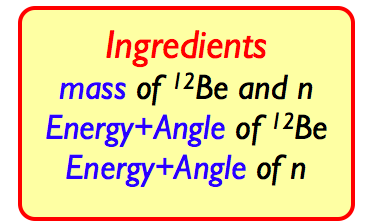 Ingredients
mass of ¹²Be and n
Energy+Angle of ¹²Be
Energy+Angle of n